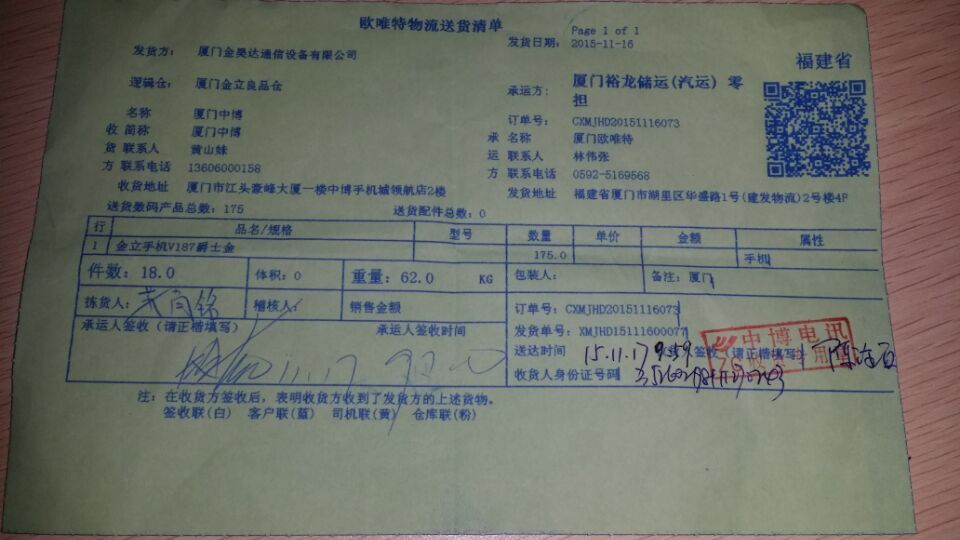 欧唯特物流送货清单
Page 1 of 1
发货方: 厦门金昊达通信设备有限公司
发货日期: 2015-11-16
福建省
逻辑仓: 厦门金立良品仓
承运方: 厦门裕龙储运(汽运) 零担
订单号: CXMJHD20151116073
收货方
名称 厦门中博
简称 厦门中博
联系人 黄山妹
联系电话 13606000158
收货地址 厦门市江头豪峰大厦一楼中博手机城领航店2楼
承运方
名称 厦门欧唯特
联系人 林伟张
联系电话 0592-5169568
发货地址 福建省厦门市湖里区华盛路1号(建发物流)2号楼4F
送货数码产品总数: 175 送货配件总数: 0
行 品名/规格 型号 数量 单价 金额 属性
1 金立手机V187爵士金 175.0 手机
件数: 18.0 体积: 0 重量: 62.0 KG 包装人: 备注: 厦门
拣货人: 稽核人: 销售金额
订单号: CXMJHD20151116073
承运人签收 (请正楷填写) 承运人签收时间
发货单号: XMJHD15111600077
中博电讯
送达时间 15.11.17 9:59 签收 (请正楷填写)
收货人身份证号码
11.17
注: 在收货方签收后, 表明收货方收到了发货方的上述货物。
签收联(白) 客户联(蓝) 司机联(黄) 仓库联(粉)